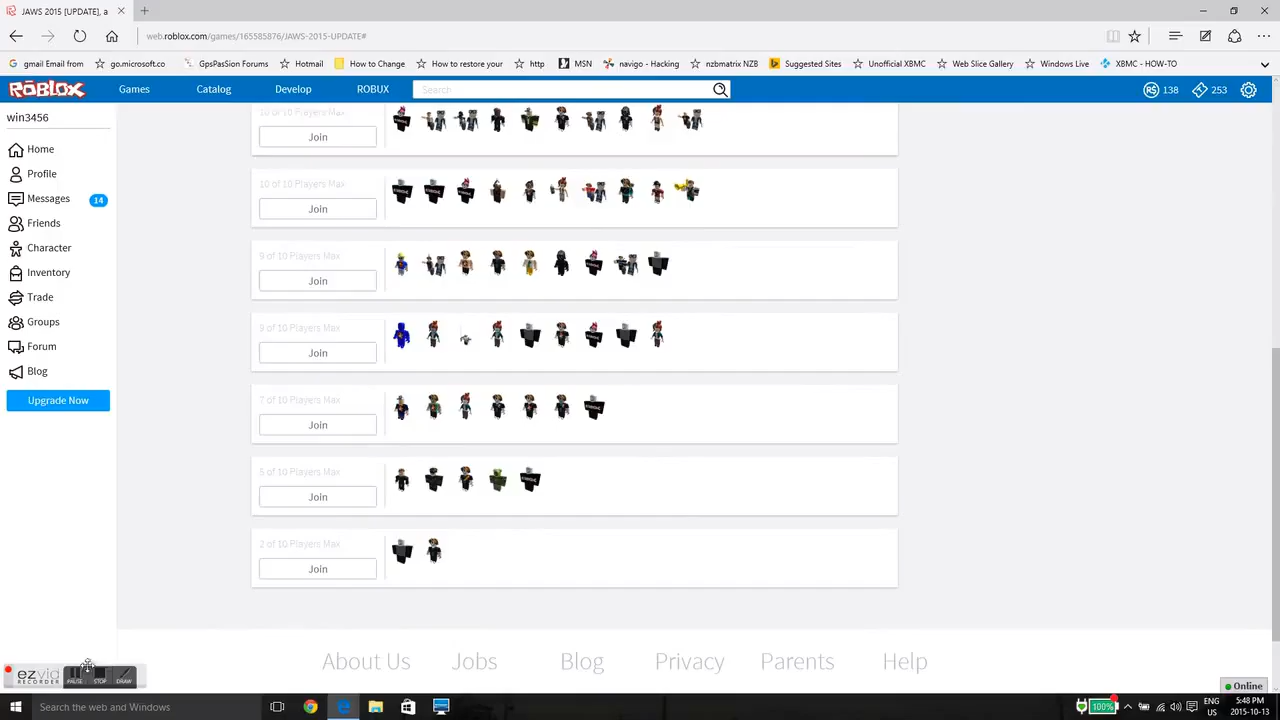 JAWS 2015 [UPDATE], a
web.roblox.com/games/165585876/JAWS-2015-UPDATE#
gmail Email from
go.microsoft.co
GpsPasSion Forums
Hotmail
How to Change
How to restore your
http
MSN
navigo - Hacking
nzbmatrix NZB
Suggested Sites
Unofficial XBMC
Web Slice Gallery
Windows Live
XBMC - HOW-TO
ROBLOX
Games
Catalog
Develop
ROBUX
Search
R$ 138
253
win3456
Home
Profile
Messages 14
Friends
Character
Inventory
Trade
Groups
Forum
Blog
Upgrade Now
10 of 10 Players Max
Join
10 of 10 Players Max
Join
9 of 10 Players Max
Join
9 of 10 Players Max
Join
7 of 10 Players Max
Join
5 of 10 Players Max
Join
2 of 10 Players Max
Join
About Us
Jobs
Blog
Privacy
Parents
Help
ezvid
RECORDER
PAUSE
STOP
DRAW
Online
Search the web and Windows
100%
ENG
US
5:48 PM
2015-10-13